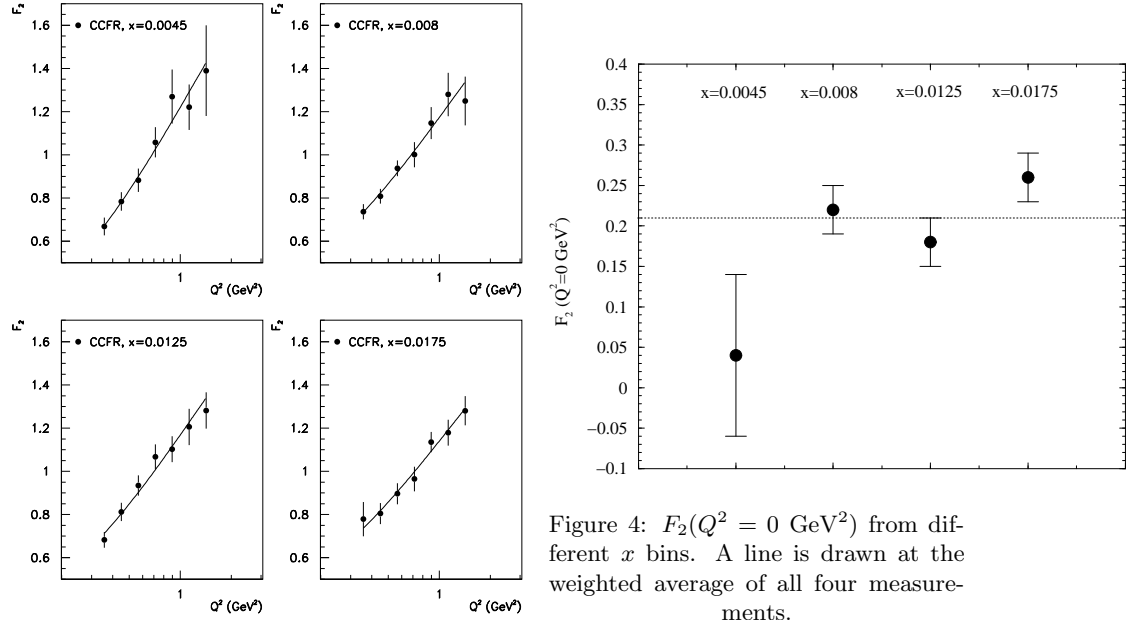 F₂
1.6
1.4
1.2
1
0.8
0.6
CCFR, x=0.0045
1
Q² (GeV²)
F₂
1.6
1.4
1.2
1
0.8
0.6
CCFR, x=0.008
1
Q² (GeV²)
F₂
1.6
1.4
1.2
1
0.8
0.6
CCFR, x=0.0125
1
Q² (GeV²)
F₂
1.6
1.4
1.2
1
0.8
0.6
CCFR, x=0.0175
1
Q² (GeV²)
F₂ (Q²=0 GeV²)
0.4
0.35
0.3
0.25
0.2
0.15
0.1
0.05
0
−0.05
−0.1
x=0.0045 x=0.008 x=0.0125 x=0.0175
Figure 4: F₂(Q² = 0 GeV²) from dif-
ferent x bins. A line is drawn at the
weighted average of all four measure-
ments.